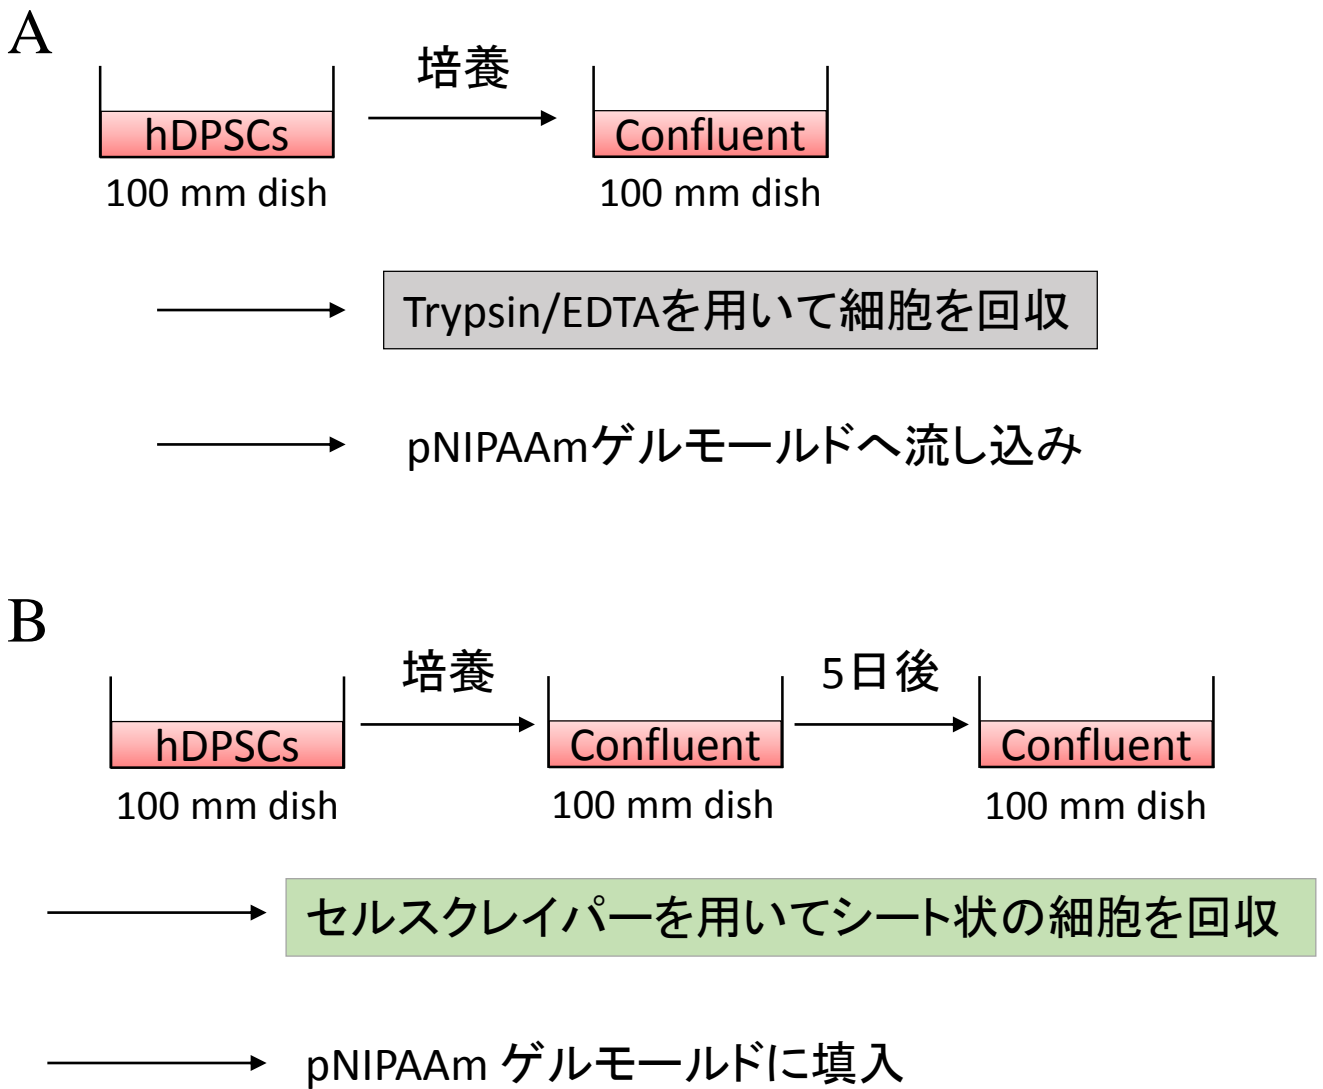 A
培養
hDPSCs
Confluent
100 mm dish
100 mm dish
Trypsin/EDTAを用いて細胞を回収
pNIPAAmゲルモールドへ流し込み
B
培養
5日後
hDPSCs
Confluent
Confluent
100 mm dish
100 mm dish
100 mm dish
セルスクレイパーを用いてシート状の細胞を回収
pNIPAAm ゲルモールドに填入